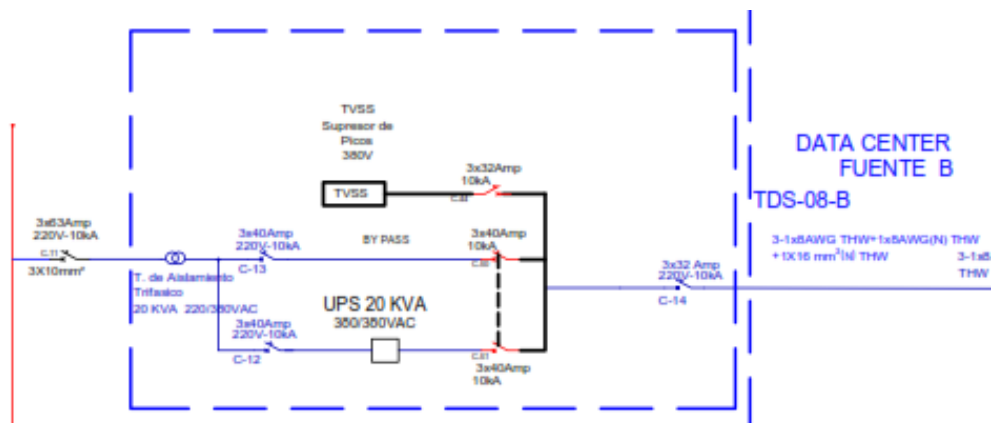 TVSS
Supresor de
Picos
380V
TVSS
3x32Amp
10kA
DATA CENTER
FUENTE B
TDS-08-B
3x63Amp
220V-10kA
C-11
3X10mm²
T. de Aislamiento
Trifasico
20 KVA 220/380VAC
3x40Amp
220V-10kA
C-13
BY PASS
3x40Amp
10kA
UPS 20 KVA
380/380VAC
3x40Amp
220V-10kA
C-12
3x40Amp
10kA
3x32 Amp
220V-10kA
C-14
3-1x8AWG THW+1x8AWG(N) THW
+1X16 mm²(N) THW
3-1x8
THW